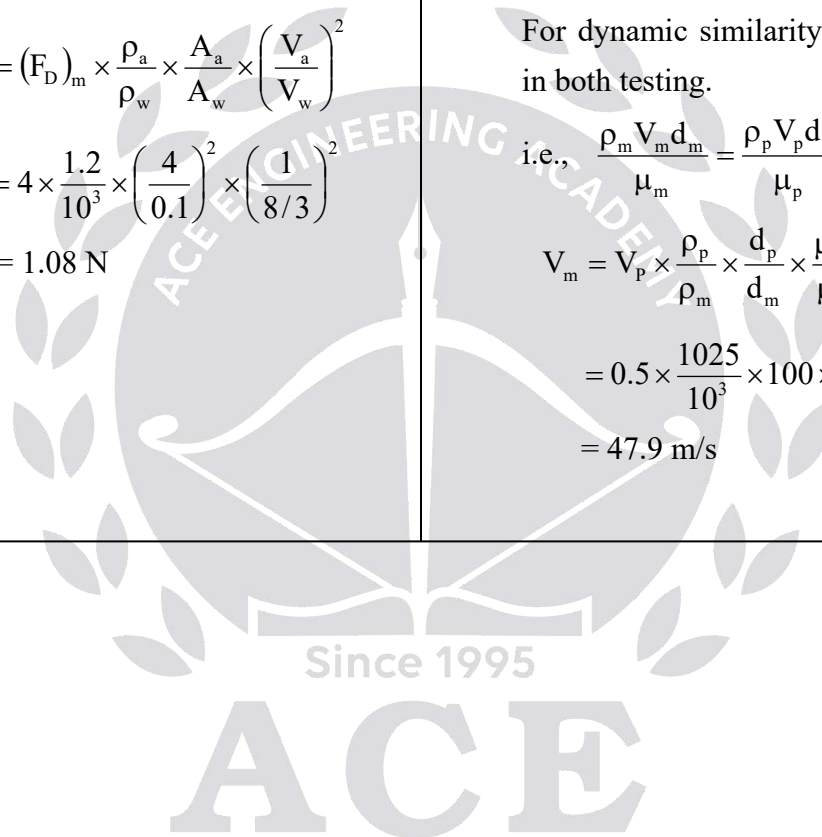 = (F_D)_m × ρ_a/ρ_w × A_a/A_w × (V_a/V_w)^2
= 4 × 1.2/10^3 × (4/0.1)^2 × (1/(8/3))^2
= 1.08 N
For dynamic similarity
in both testing.
i.e., ρ_m V_m d_m/μ_m = ρ_p V_p d/μ_p
V_m = V_P × ρ_p/ρ_m × d_p/d_m ×
= 0.5 × 1025/10^3 × 100 ×
= 47.9 m/s
ACE ENGINEERING ACADEMY
Since 1995
ACE